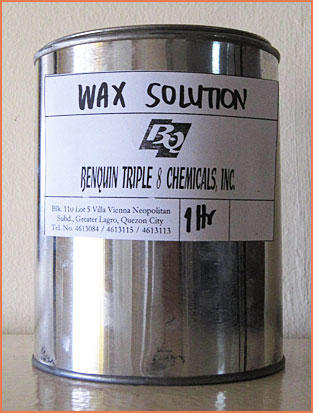 WAX SOLUTION
BQ
BENQUIN TRIPLE 8 CHEMICALS, INC.
Blk. 11u Lot 5 Villa Vienna Neopolitan
Subd., Greater Lagro, Quezon City
Tel. No. 4613084 / 4613115 / 4613113
1 ltr